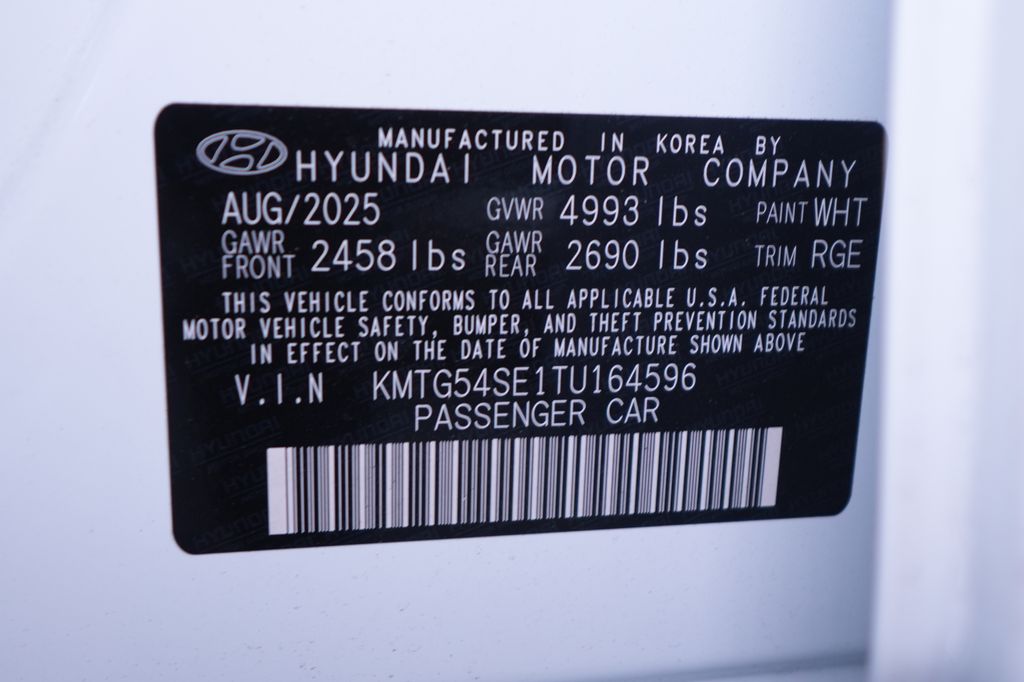 MANUFACTURED IN KOREA BY
HYUNDAI MOTOR COMPANY
AUG/2025 GVWR 4993 lbs PAINT WHT
GAWR FRONT 2458 lbs GAWR REAR 2690 lbs TRIM RGE
THIS VEHICLE CONFORMS TO ALL APPLICABLE U.S.A. FEDERAL
MOTOR VEHICLE SAFETY, BUMPER, AND THEFT PREVENTION STANDARDS
IN EFFECT ON THE DATE OF MANUFACTURE SHOWN ABOVE
V.I.N KMTG54SE1TU164596
PASSENGER CAR